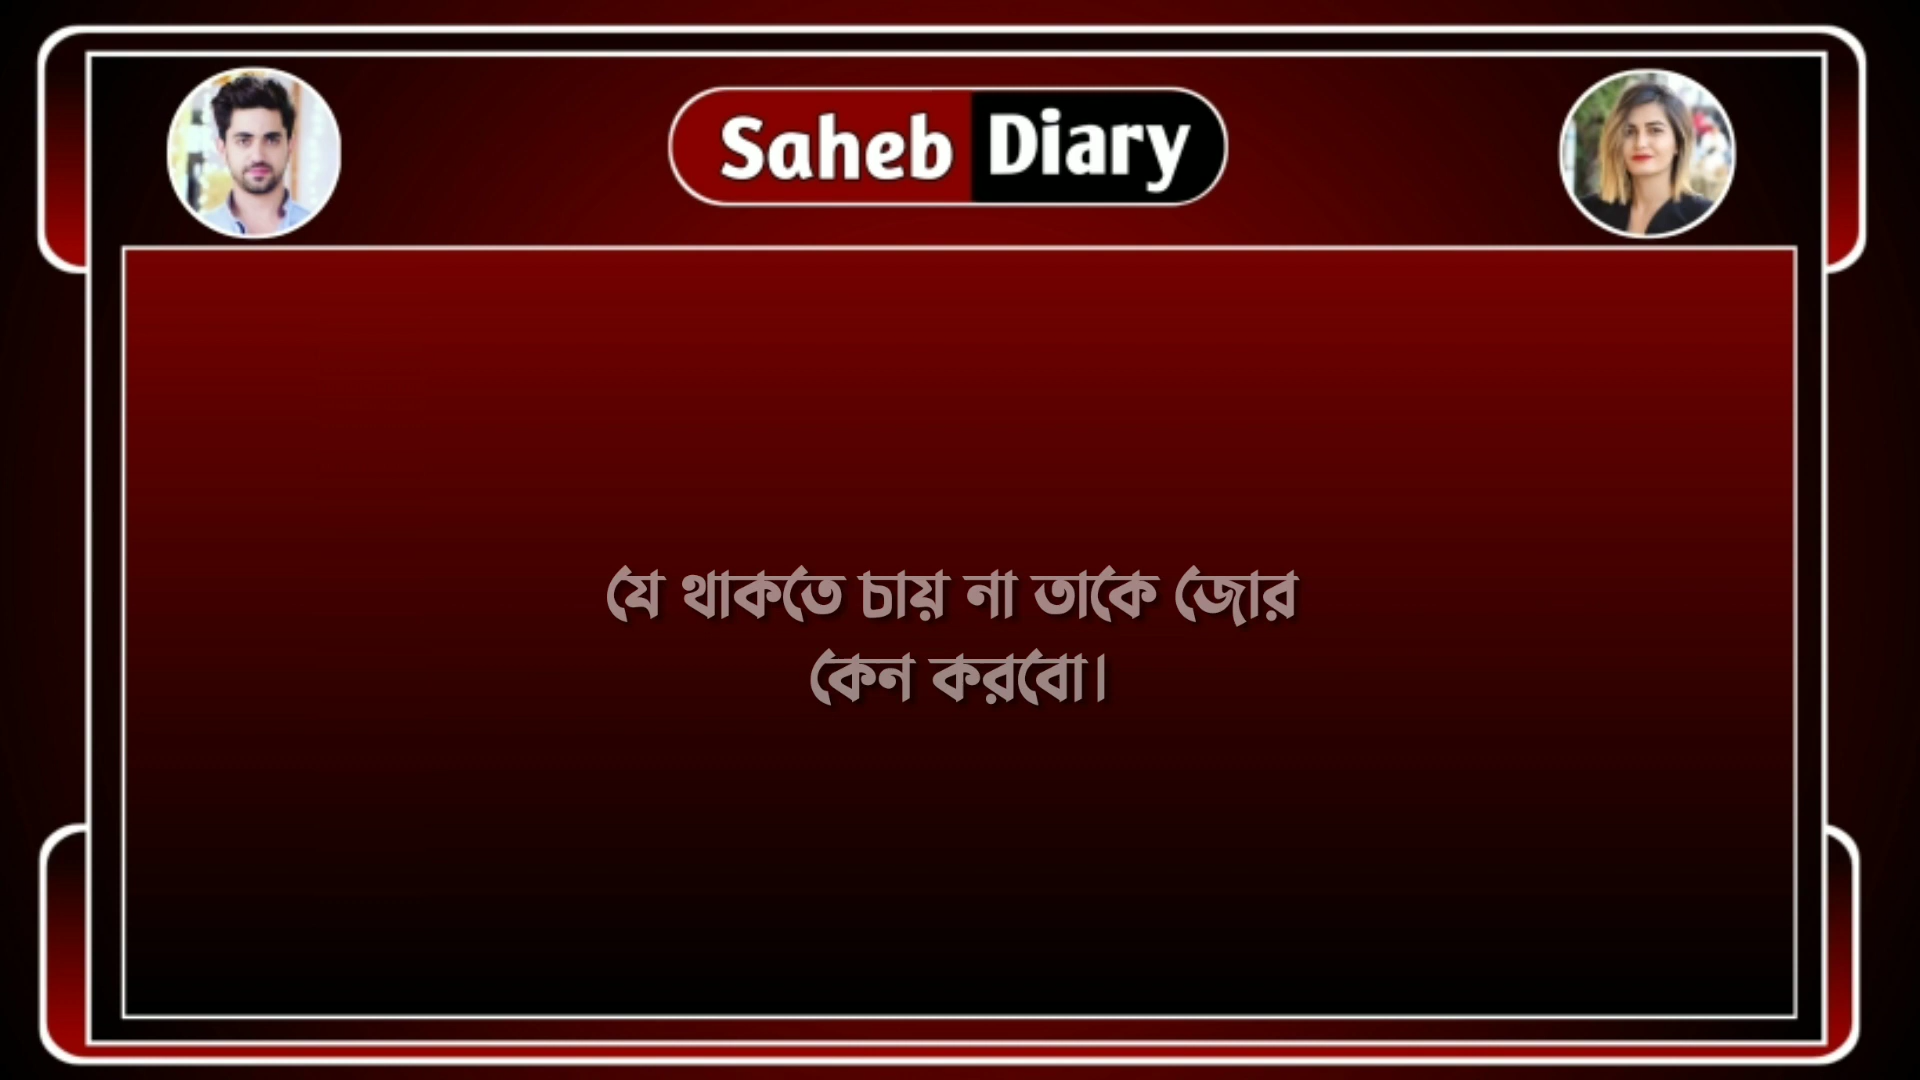 Saheb Diary
যে থাকতে চায় না তাকে জোর
কেন করবো।